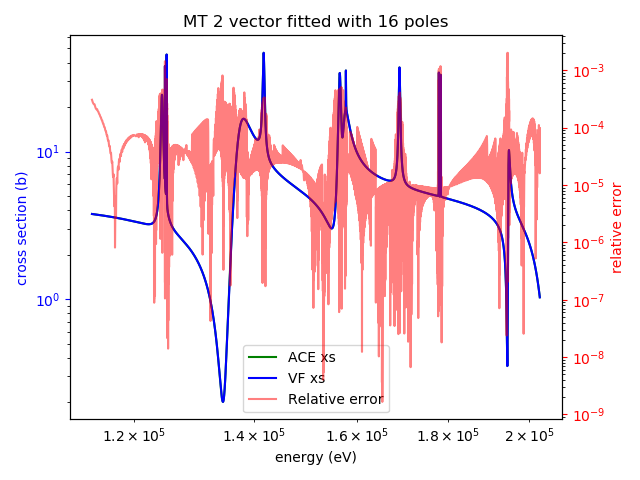 MT 2 vector fitted with 16 poles
cross section (b)
10¹
10⁰
10⁻³
10⁻⁴
10⁻⁵
10⁻⁶
10⁻⁷
10⁻⁸
10⁻⁹
relative error
ACE xs
VF xs
Relative error
1.2 × 10⁵ 1.4 × 10⁵ 1.6 × 10⁵ 1.8 × 10⁵ 2 × 10⁵
energy (eV)